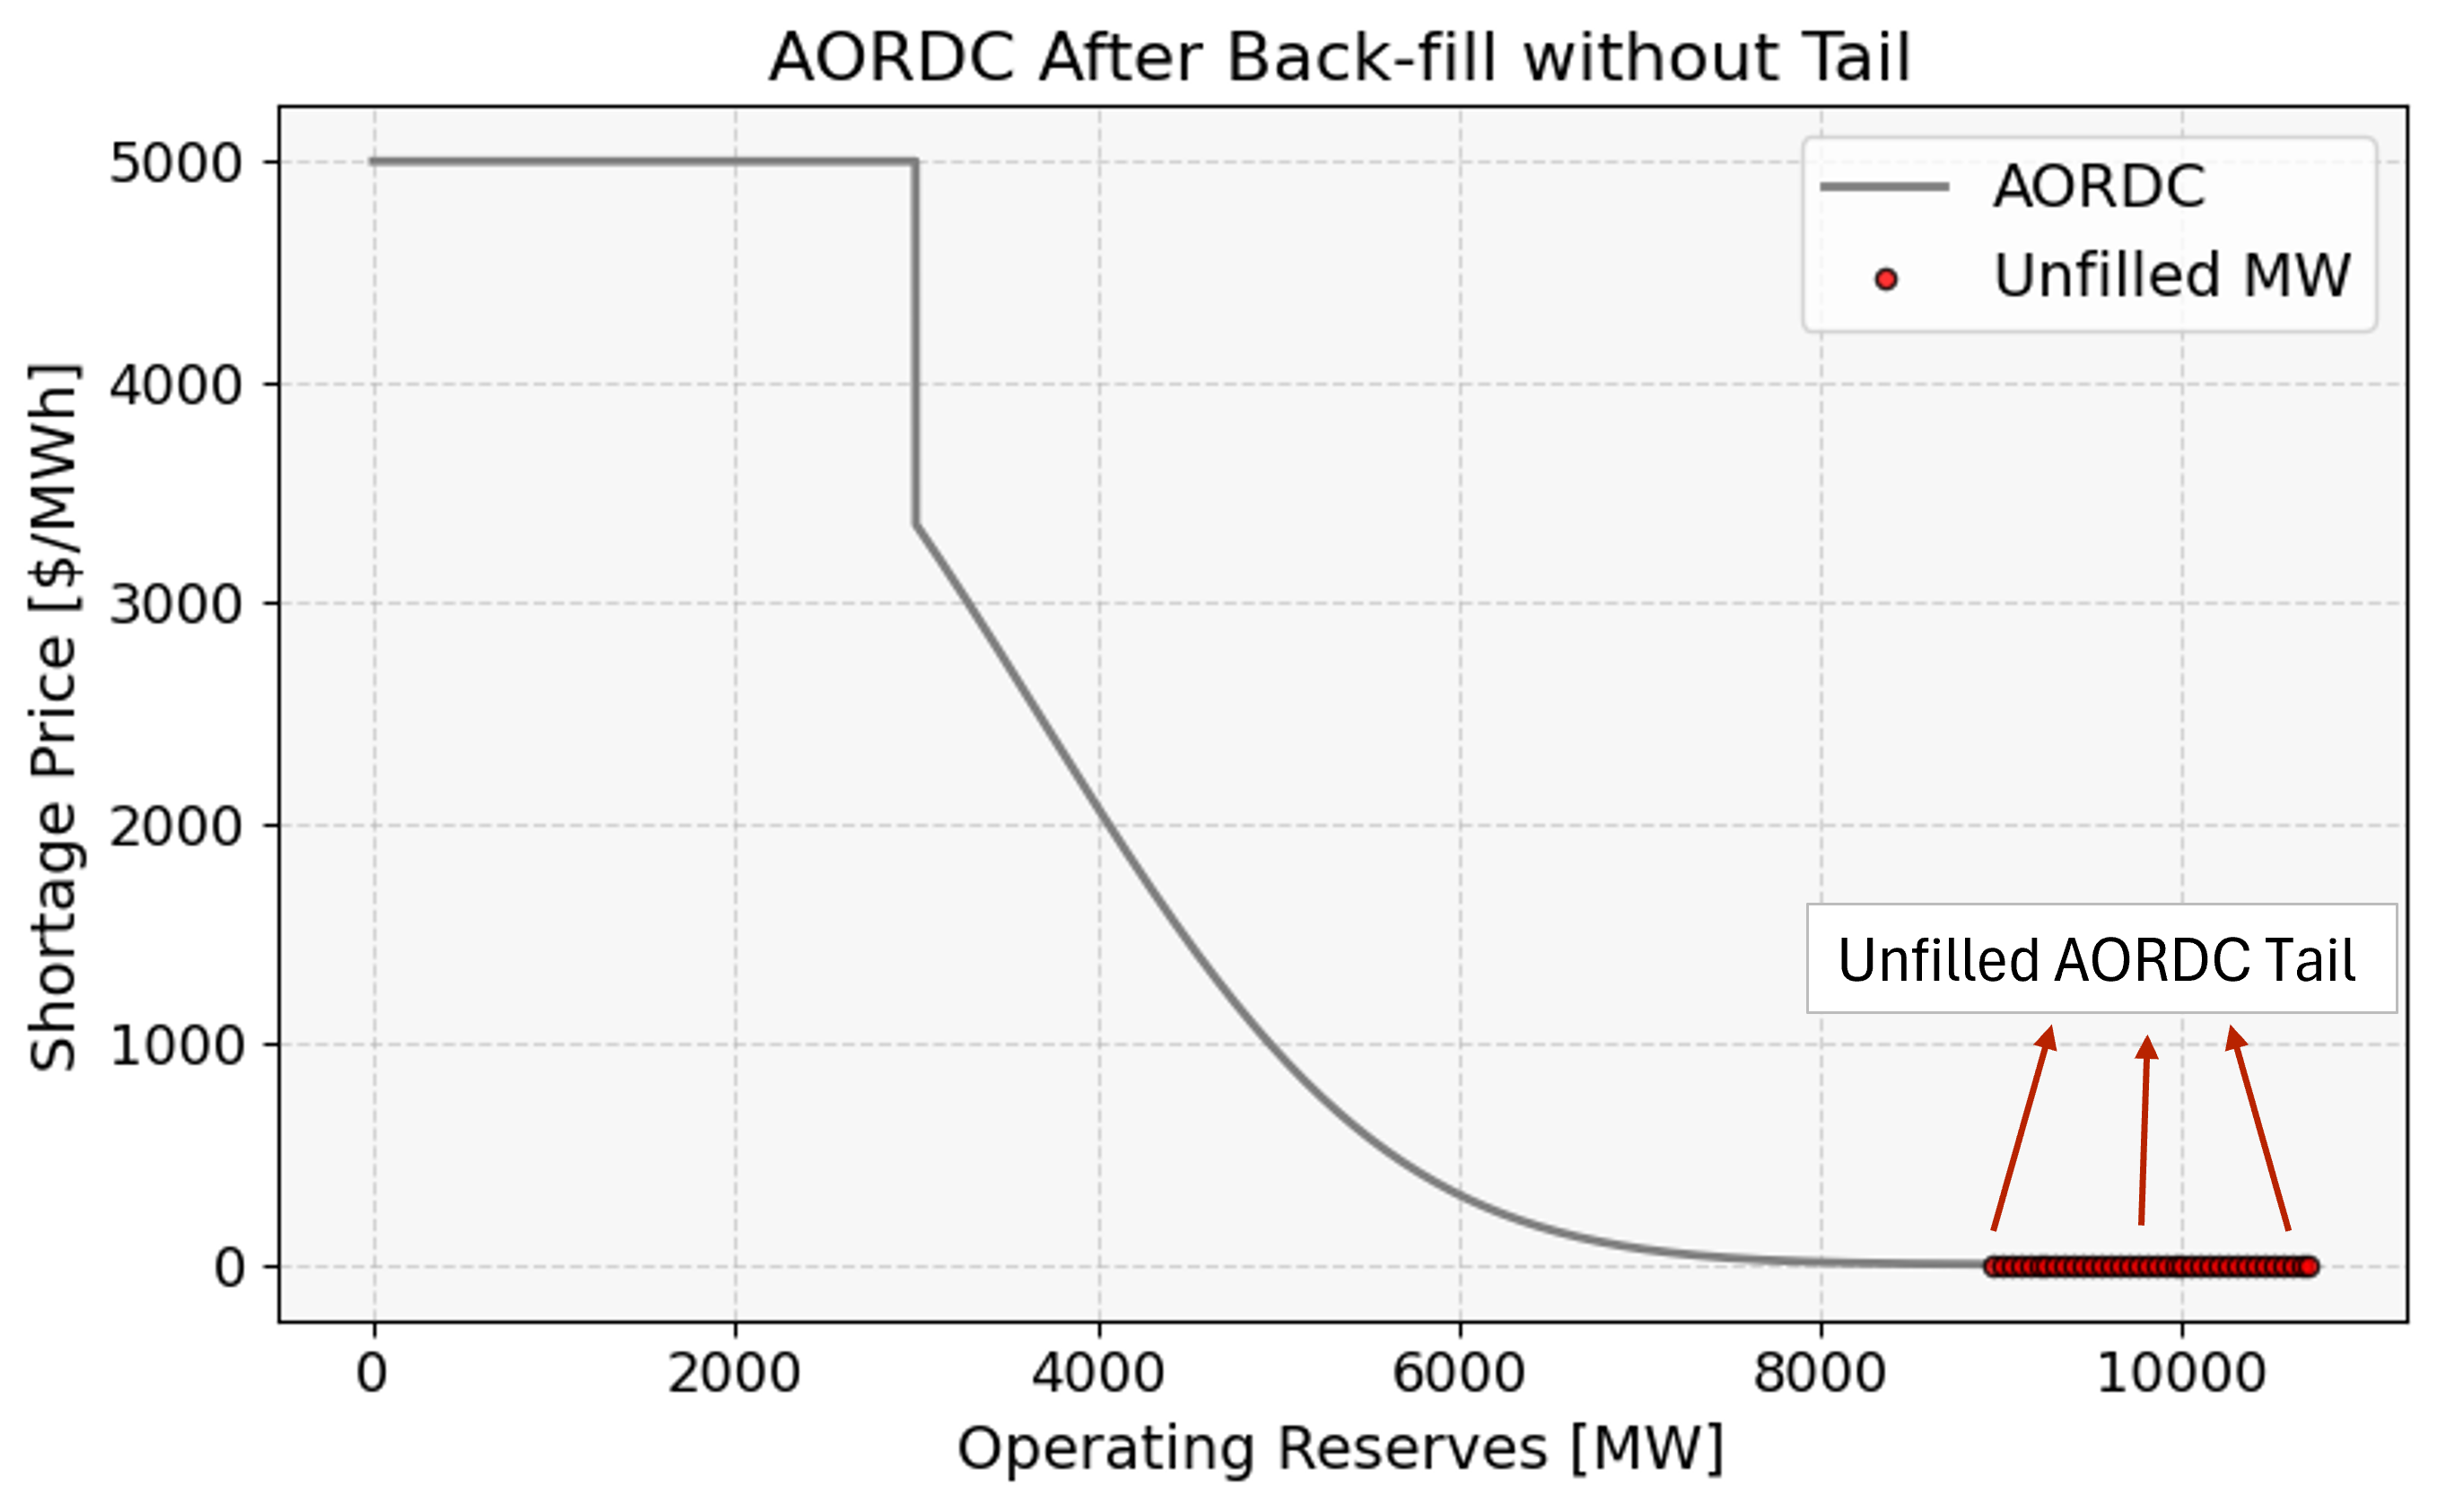 AORDC After Back-fill without Tail
5000
4000
3000
2000
1000
0
Shortage Price [$/MWh]
AORDC
Unfilled MW
Unfilled AORDC Tail
0
2000
4000
6000
8000
10000
Operating Reserves [MW]